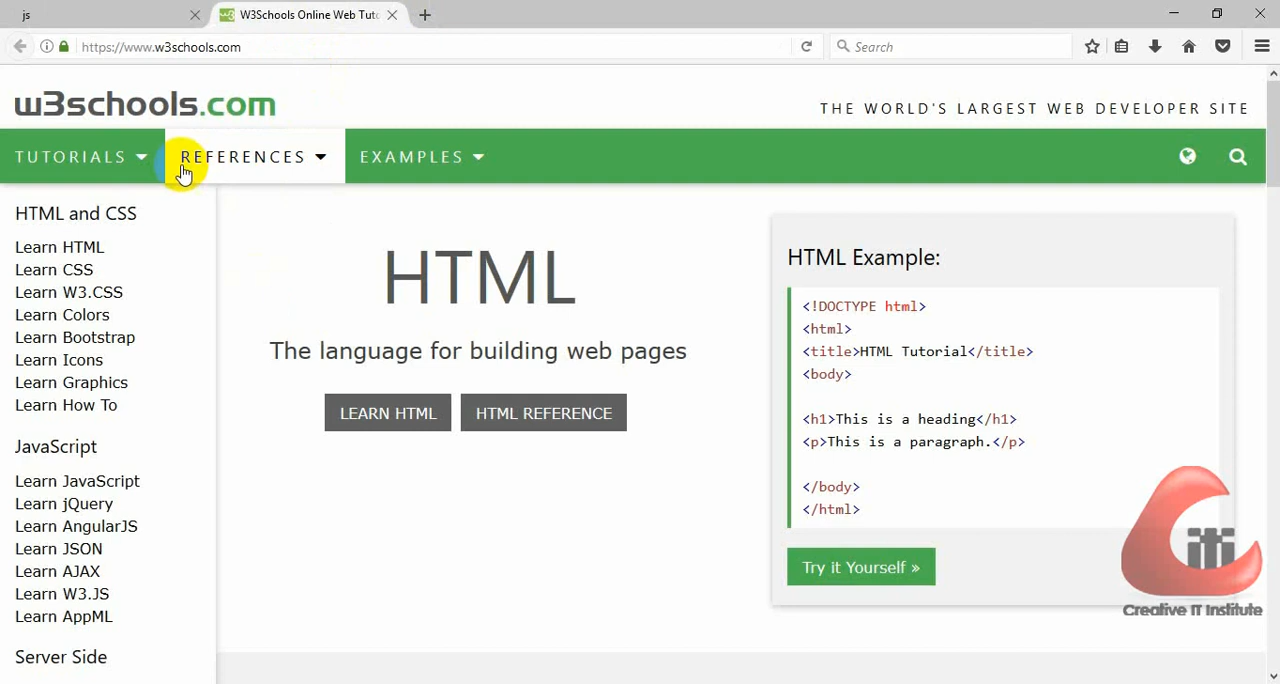 js
W3Schools Online Web Tuto
https://www.w3schools.com
Search
w3schools.com
THE WORLD'S LARGEST WEB DEVELOPER SITE
TUTORIALS
REFERENCES
EXAMPLES
HTML and CSS
Learn HTML
Learn CSS
Learn W3.CSS
Learn Colors
Learn Bootstrap
Learn Icons
Learn Graphics
Learn How To
JavaScript
Learn JavaScript
Learn jQuery
Learn AngularJS
Learn JSON
Learn AJAX
Learn W3.JS
Learn AppML
Server Side
HTML
The language for building web pages
LEARN HTML
HTML REFERENCE
HTML Example:
<!DOCTYPE html>
<html>
<title>HTML Tutorial</title>
<body>
<h1>This is a heading</h1>
<p>This is a paragraph.</p>
</body>
</html>
Try it Yourself »
iti
Creative IT Institute